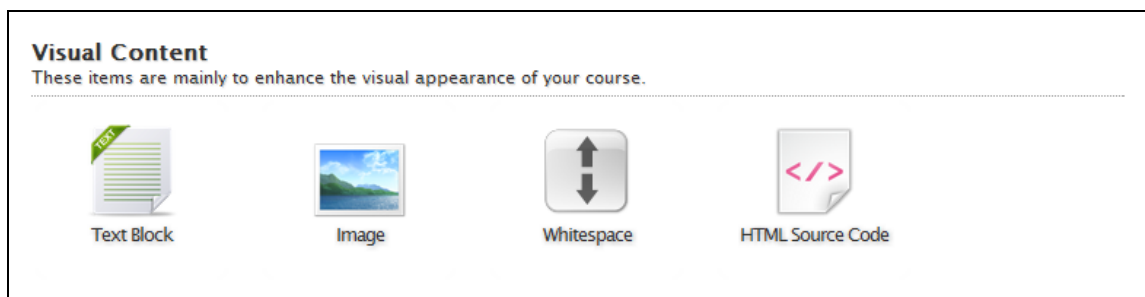 Visual Content
These items are mainly to enhance the visual appearance of your course.
TEXT
</>
Text Block
Image
Whitespace
HTML Source Code